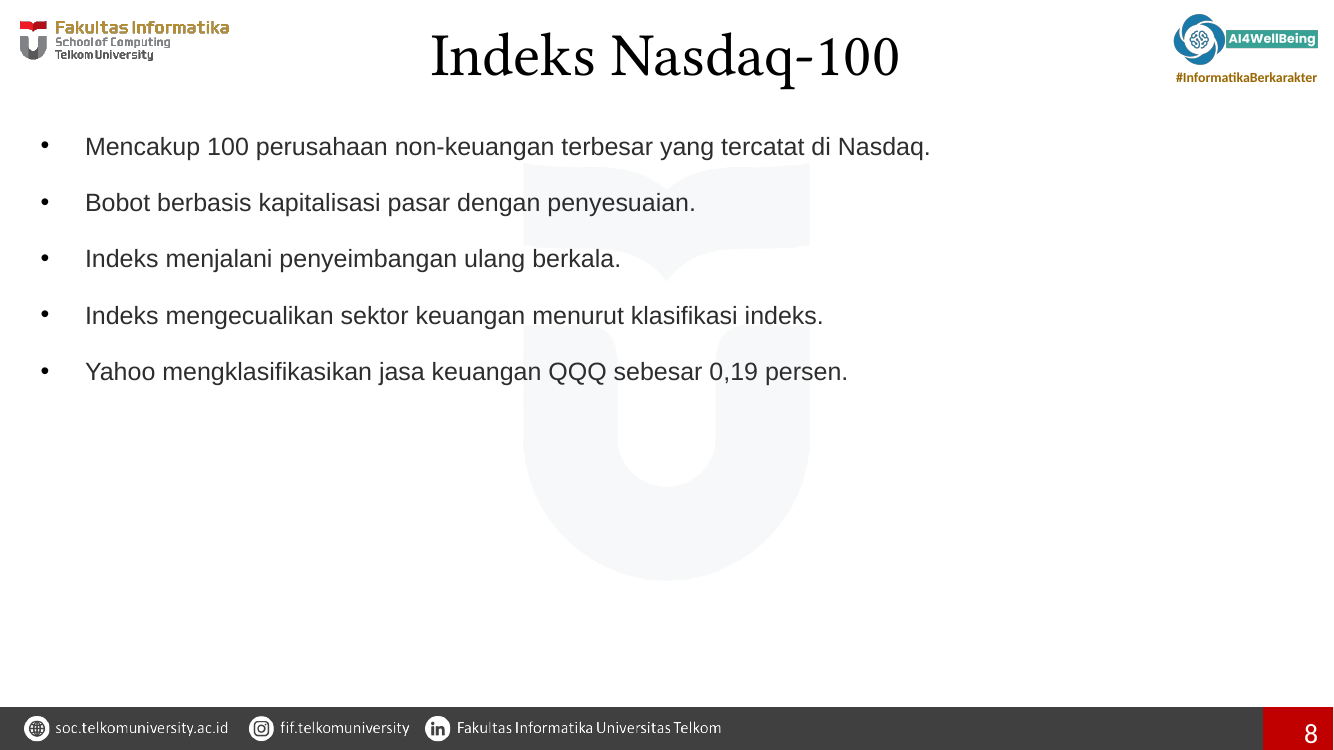 Fakultas Informatika
School of Computing
Telkom University
Indeks Nasdaq-100
AI4WellBeing
#InformatikaBerkarakter
• Mencakup 100 perusahaan non-keuangan terbesar yang tercatat di Nasdaq.
• Bobot berbasis kapitalisasi pasar dengan penyesuaian.
• Indeks menjalani penyeimbangan ulang berkala.
• Indeks mengecualikan sektor keuangan menurut klasifikasi indeks.
• Yahoo mengklasifikasikan jasa keuangan QQQ sebesar 0,19 persen.
soc.telkomuniversity.ac.id fif.telkomuniversity in Fakultas Informatika Universitas Telkom
8